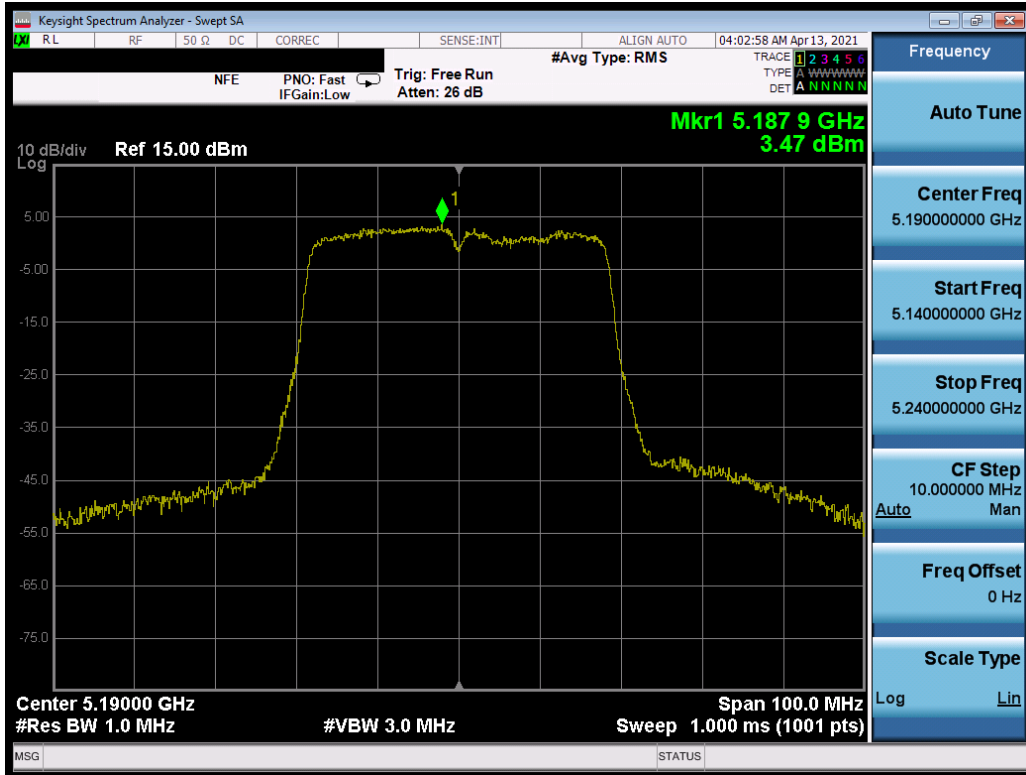 Keysight Spectrum Analyzer - Swept SA
LXI RL RF 50 Ω DC CORREC SENSE:INT ALIGN AUTO 04:02:58 AM Apr 13, 2021
NFE PNO: Fast Trig: Free Run #Avg Type: RMS TRACE 1 2 3 4 5 6
IFGain:Low Atten: 26 dB TYPE A WWWWW
DET A N N N N N
Mkr1 5.187 9 GHz
3.47 dBm
10 dB/div Ref 15.00 dBm
Log
1
5.00
-5.00
-15.0
-25.0
-35.0
-45.0
-55.0
-65.0
-75.0
Center 5.19000 GHz Span 100.0 MHz
#Res BW 1.0 MHz #VBW 3.0 MHz Sweep 1.000 ms (1001 pts)
MSG STATUS
Frequency
Auto Tune
Center Freq
5.190000000 GHz
Start Freq
5.140000000 GHz
Stop Freq
5.240000000 GHz
CF Step
10.000000 MHz
Auto Man
Freq Offset
0 Hz
Scale Type
Log Lin